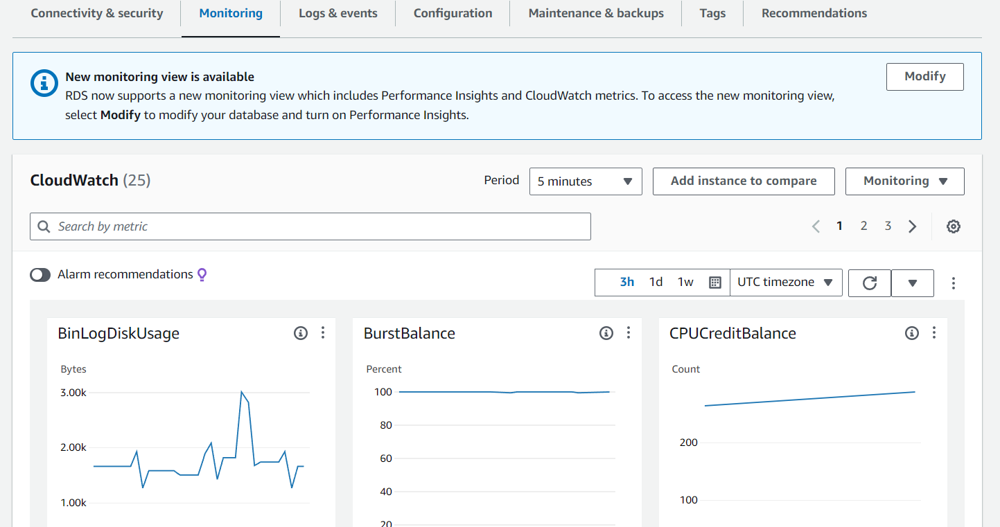 Connectivity & security Monitoring Logs & events Configuration Maintenance & backups Tags Recommendations
New monitoring view is available
Modify
RDS now supports a new monitoring view which includes Performance Insights and CloudWatch metrics. To access the new monitoring view,
select Modify to modify your database and turn on Performance Insights.
CloudWatch (25) Period 5 minutes Add instance to compare Monitoring
Search by metric 1 2 3
Alarm recommendations 3h 1d 1w UTC timezone
BinLogDiskUsage BurstBalance CPUCreditBalance
Bytes Percent Count
3.00k 100
80
2.00k 200
60
40
1.00k 100
20